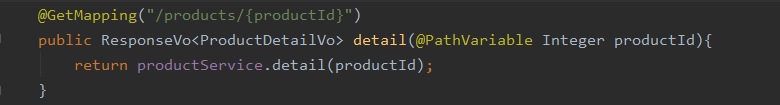 @GetMapping("/products/{productId}")
public ResponseVo<ProductDetailVo> detail(@PathVariable Integer productId){
    return productService.detail(productId);
}